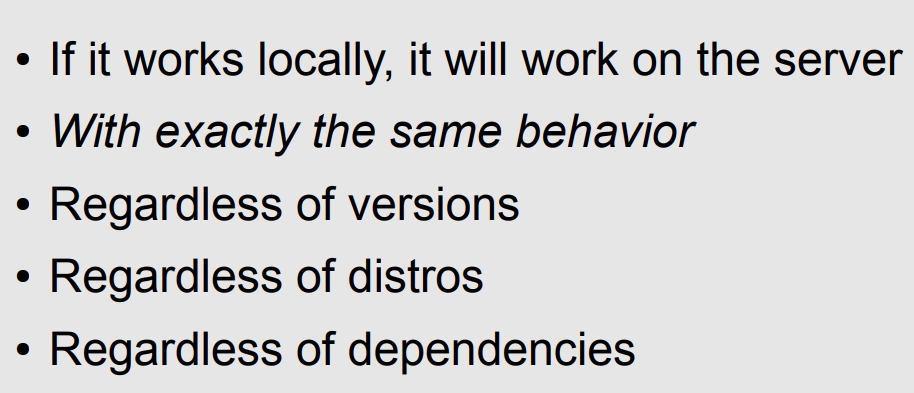 • If it works locally, it will work on the server
• With exactly the same behavior
• Regardless of versions
• Regardless of distros
• Regardless of dependencies